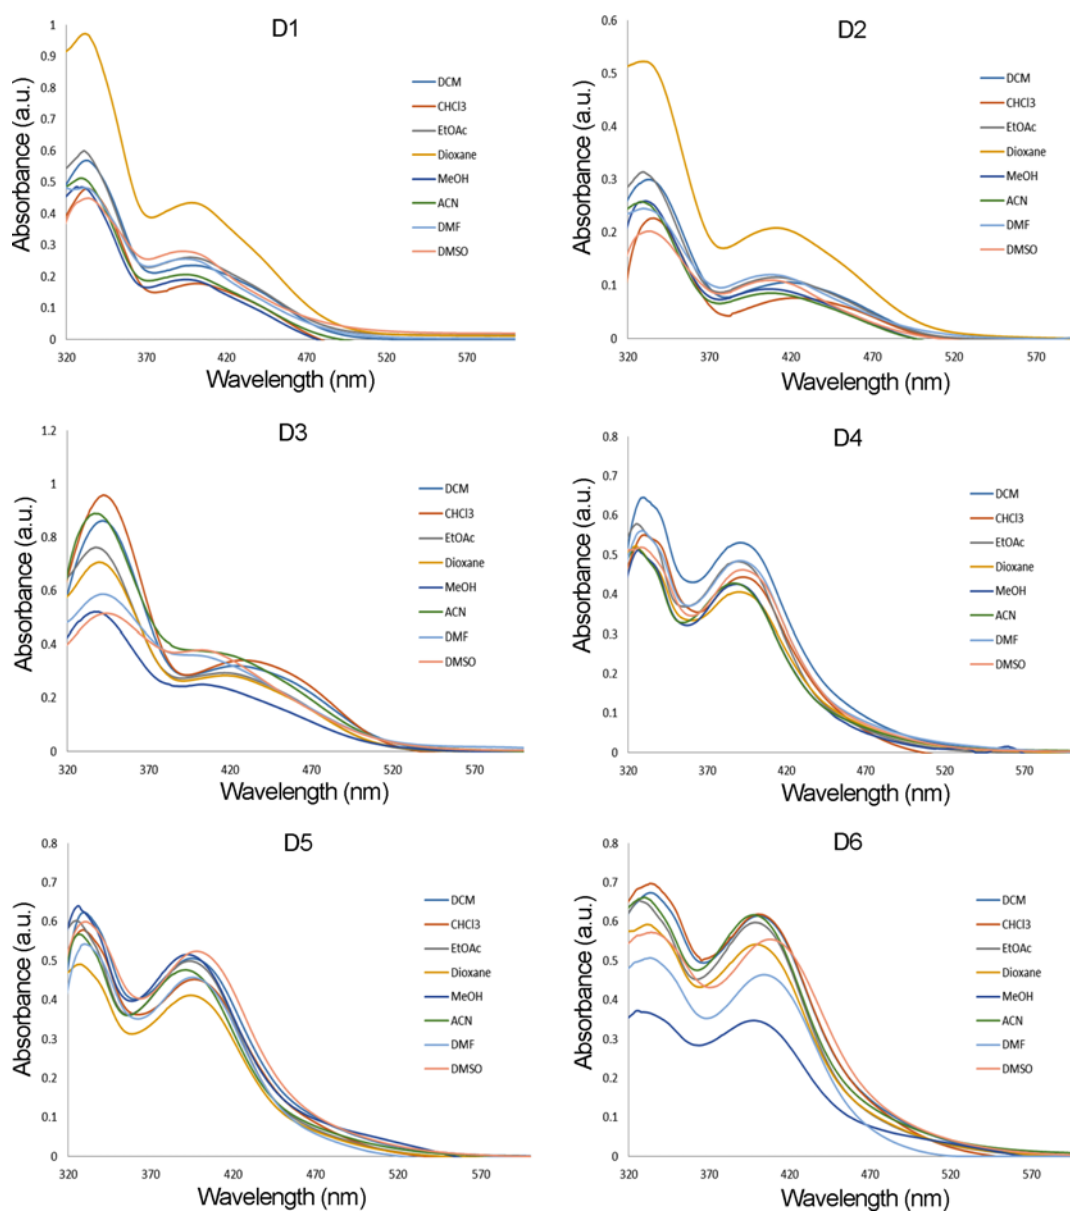 D1
Absorbance (a.u.)
1
0.9
0.8
0.7
0.6
0.5
0.4
0.3
0.2
0.1
0
320
370
420
470
520
570
Wavelength (nm)
DCM
CHCl3
EtOAc
Dioxane
MeOH
ACN
DMF
DMSO
D2
Absorbance (a.u.)
0.6
0.5
0.4
0.3
0.2
0.1
0
320
370
420
470
520
570
Wavelength (nm)
DCM
CHCl3
EtOAc
Dioxane
MeOH
ACN
DMF
DMSO
D3
Absorbance (a.u.)
1.2
1
0.8
0.6
0.4
0.2
0
320
370
420
470
520
570
Wavelength (nm)
DCM
CHCl3
EtOAc
Dioxane
MeOH
ACN
DMF
DMSO
D4
Absorbance (a.u.)
0.8
0.7
0.6
0.5
0.4
0.3
0.2
0.1
0
320
370
420
470
520
570
Wavelength (nm)
DCM
CHCl3
EtOAc
Dioxane
MeOH
ACN
DMF
DMSO
D5
Absorbance (a.u.)
0.8
0.7
0.6
0.5
0.4
0.3
0.2
0.1
0
320
370
420
470
520
570
Wavelength (nm)
DCM
CHCl3
EtOAc
Dioxane
MeOH
ACN
DMF
DMSO
D6
Absorbance (a.u.)
0.8
0.7
0.6
0.5
0.4
0.3
0.2
0.1
0
320
370
420
470
520
570
Wavelength (nm)
DCM
CHCl3
EtOAc
Dioxane
MeOH
ACN
DMF
DMSO